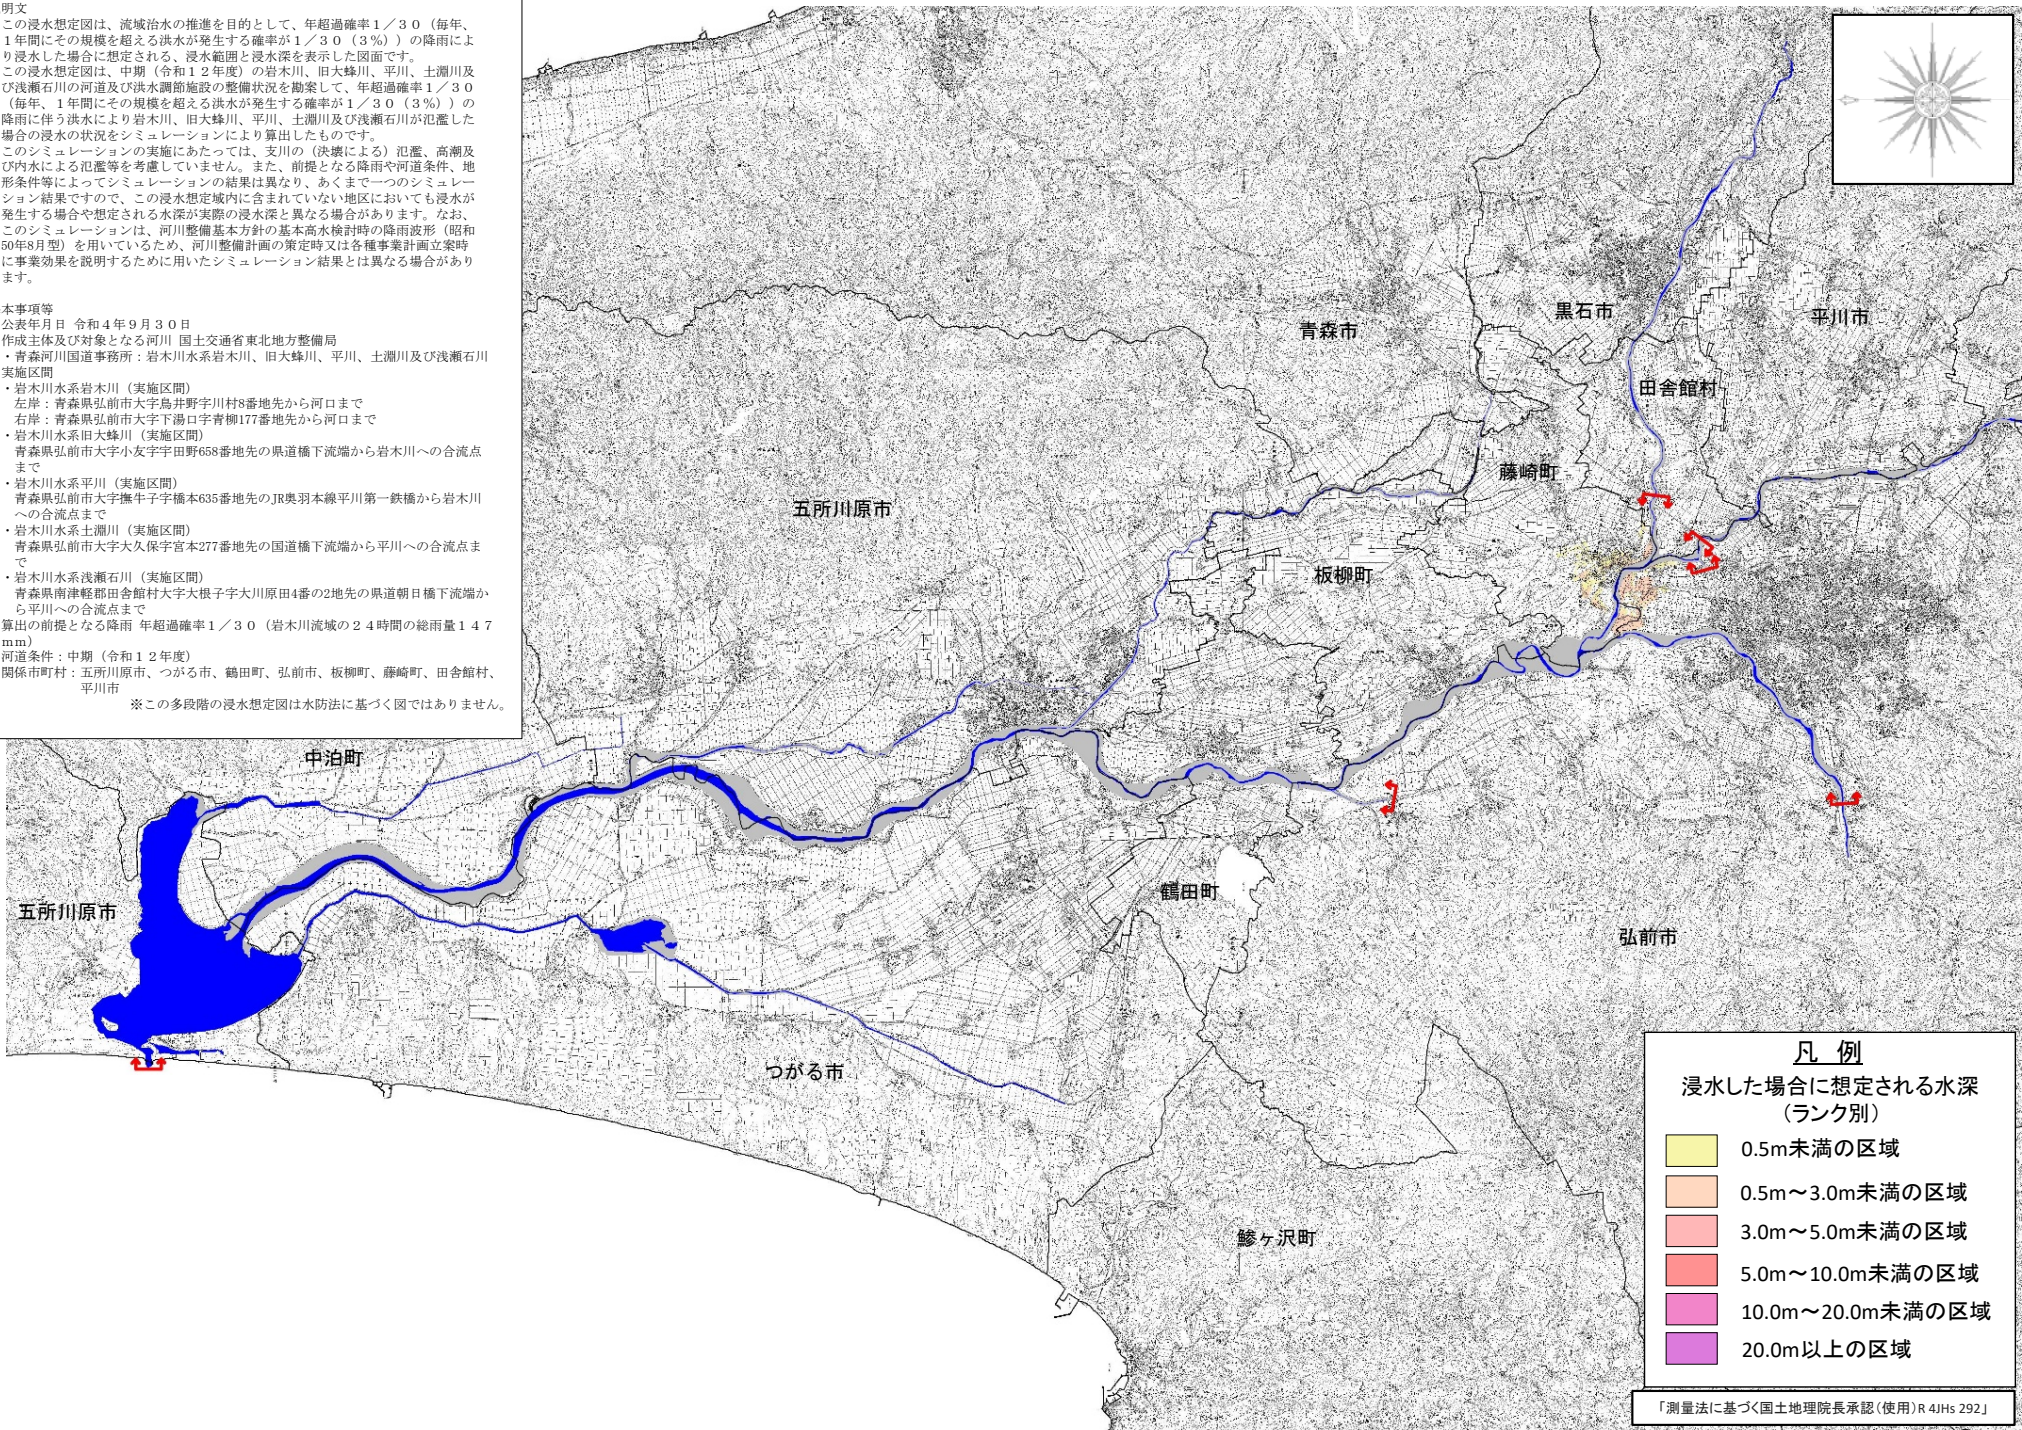 明文
この浸水想定図は、流域治水の推進を目的として、年超過確率１／３０（毎年、
１年間にその規模を超える洪水が発生する確率が１／３０（３％））の降雨によ
り浸水した場合に想定される、浸水範囲と浸水深を表示した図面です。
この浸水想定図は、中期（令和１２年度）の岩木川、旧大蜂川、平川、土淵川及
び浅瀬石川の河道及び洪水調節施設の整備状況を勘案して、年超過確率１／３０
（毎年、１年間にその規模を超える洪水が発生する確率が１／３０（３％））の
降雨に伴う洪水により岩木川、旧大蜂川、平川、土淵川及び浅瀬石川が氾濫した
場合の浸水の状況をシミュレーションにより算出したものです。
このシミュレーションの実施にあたっては、支川の（決壊による）氾濫、高潮及
び内水による氾濫等を考慮していません。また、前提となる降雨や河道条件、地
形条件等によってシミュレーションの結果は異なり、あくまで一つのシミュレー
ション結果ですので、この浸水想定域内に含まれていない地区においても浸水が
発生する場合や想定される水深が実際の浸水深と異なる場合があります。なお、
このシミュレーションは、河川整備基本方針の基本高水検討時の降雨波形（昭和
50年8月型）を用いているため、河川整備計画の策定時又は各種事業計画立案時
に事業効果を説明するために用いたシミュレーション結果とは異なる場合があり
ます。
本事項等
公表年月日 令和４年９月３０日
作成主体及び対象となる河川 国土交通省東北地方整備局
・青森河川国道事務所：岩木川水系岩木川、旧大蜂川、平川、土淵川及び浅瀬石川
実施区間
・岩木川水系岩木川（実施区間）
左岸：青森県弘前市大字鳥井野字川村8番地先から河口まで
右岸：青森県弘前市大字下湯口字青柳177番地先から河口まで
・岩木川水系旧大蜂川（実施区間）
青森県弘前市大字小友字宇田野658番地先の県道橋下流端から岩木川への合流点
まで
・岩木川水系平川（実施区間）
青森県弘前市大字撫牛子字橋本635番地先のJR奥羽本線平川第一鉄橋から岩木川
への合流点まで
・岩木川水系土淵川（実施区間）
青森県弘前市大字大久保字宮本277番地先の国道橋下流端から平川への合流点ま
で
・岩木川水系浅瀬石川（実施区間）
青森県南津軽郡田舎館村大字大根子字大川原田4番の2地先の県道朝日橋下流端か
ら平川への合流点まで
算出の前提となる降雨 年超過確率１／３０（岩木川流域の２４時間の総雨量１４７
mm）
河道条件：中期（令和１２年度）
関係市町村：五所川原市、つがる市、鶴田町、弘前市、板柳町、藤崎町、田舎館村、
平川市
※この多段階の浸水想定図は水防法に基づく図ではありません。
黒石市
平川市
青森市
田舎館村
藤崎町
五所川原市
板柳町
中泊町
鶴田町
五所川原市
弘前市
つがる市
鰺ヶ沢町
凡 例
浸水した場合に想定される水深
（ランク別）
0.5m未満の区域
0.5m～3.0m未満の区域
3.0m～5.0m未満の区域
5.0m～10.0m未満の区域
10.0m～20.0m未満の区域
20.0m以上の区域
「測量法に基づく国土地理院長承認（使用）R 4JHs 292」